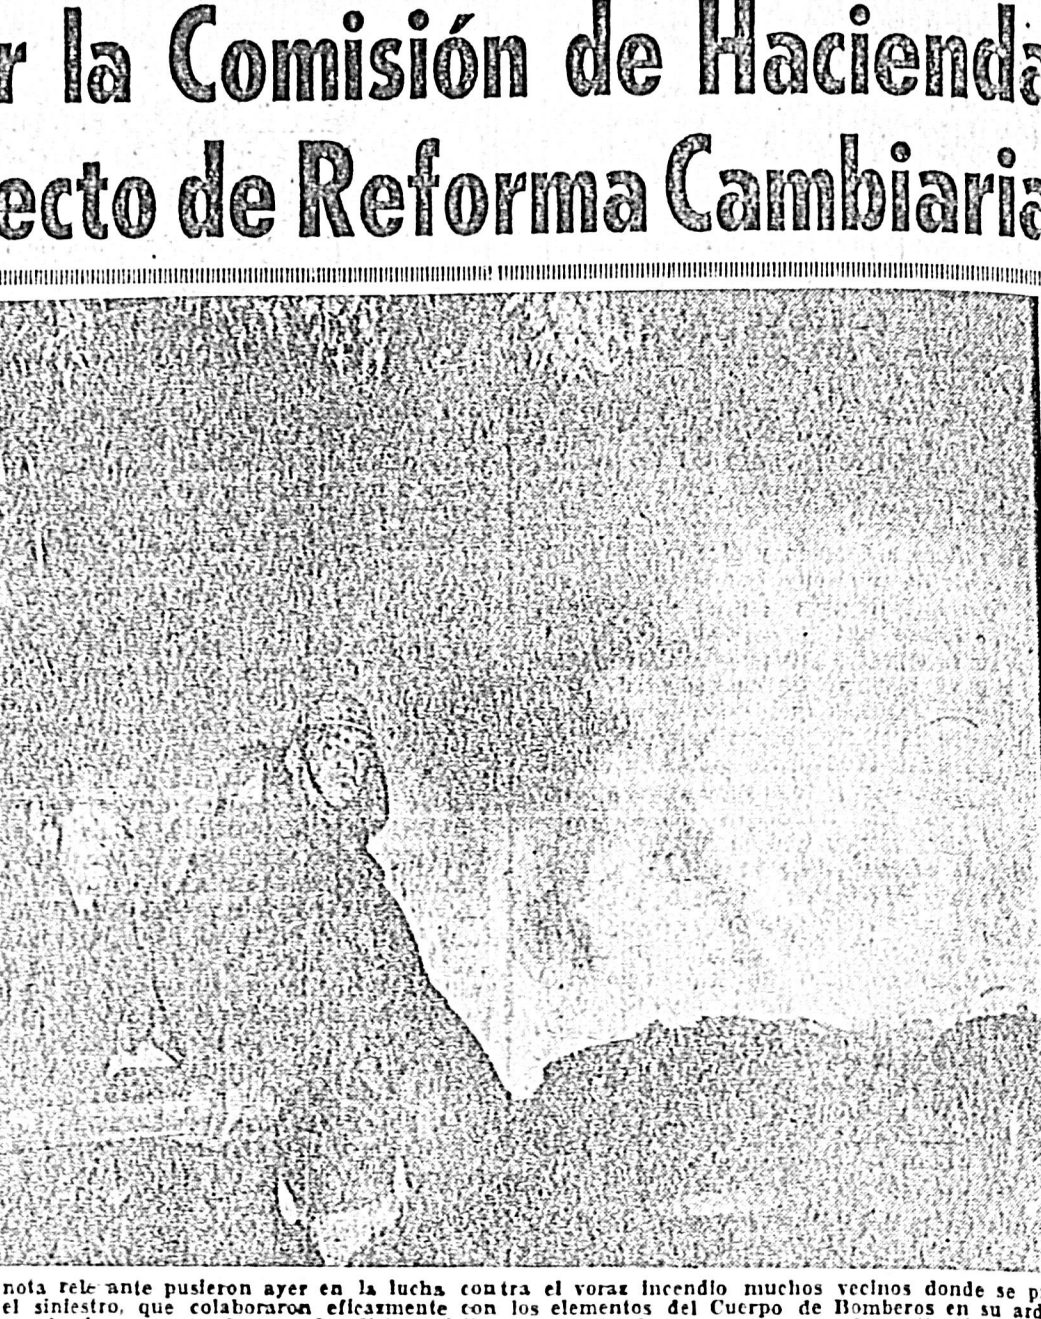 r la Comisión de Hacienda
ecto de Reforma Cambiaria
nota pusieron ayer en la lucha contra el voraz incendio muchos vecinos donde se p
el siniestro, que colaboraron eficazmente con los elementos del Cuerpo de Bomberos en su ard